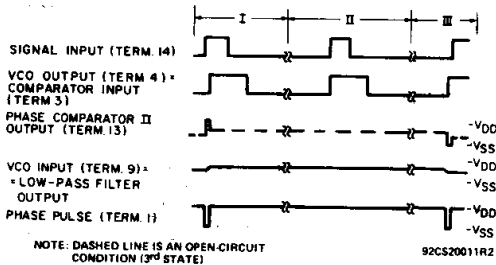 I II III
SIGNAL INPUT (TERM. 14)
VCO OUTPUT (TERM 4) =
COMPARATOR INPUT
(TERM 3)
PHASE COMPARATOR II
OUTPUT (TERM. 13)
-VDD
-VSS
VCO INPUT (TERM. 9) =
= LOW-PASS FILTER
OUTPUT
-VDD
-VSS
PHASE PULSE (TERM. 1)
-VDD
-VSS
NOTE: DASHED LINE IS AN OPEN-CIRCUIT
CONDITION (3rd STATE)
92CS20011R2